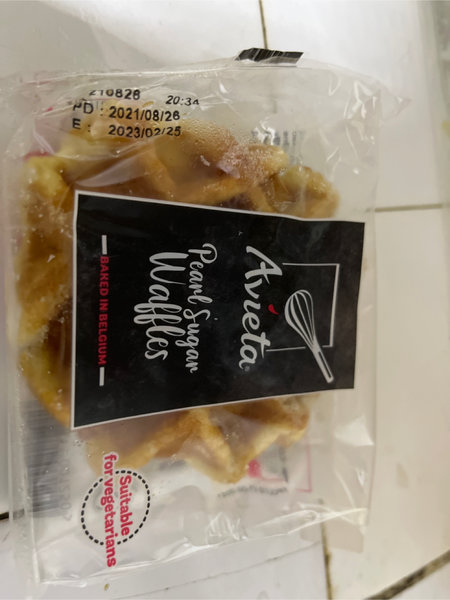 210826 20:34
PD : 2021/08/26
E : 2023/02/25
Avieta
Pearl Sugar
Waffles
BAKED IN BELGIUM
Suitable
for vegetarians